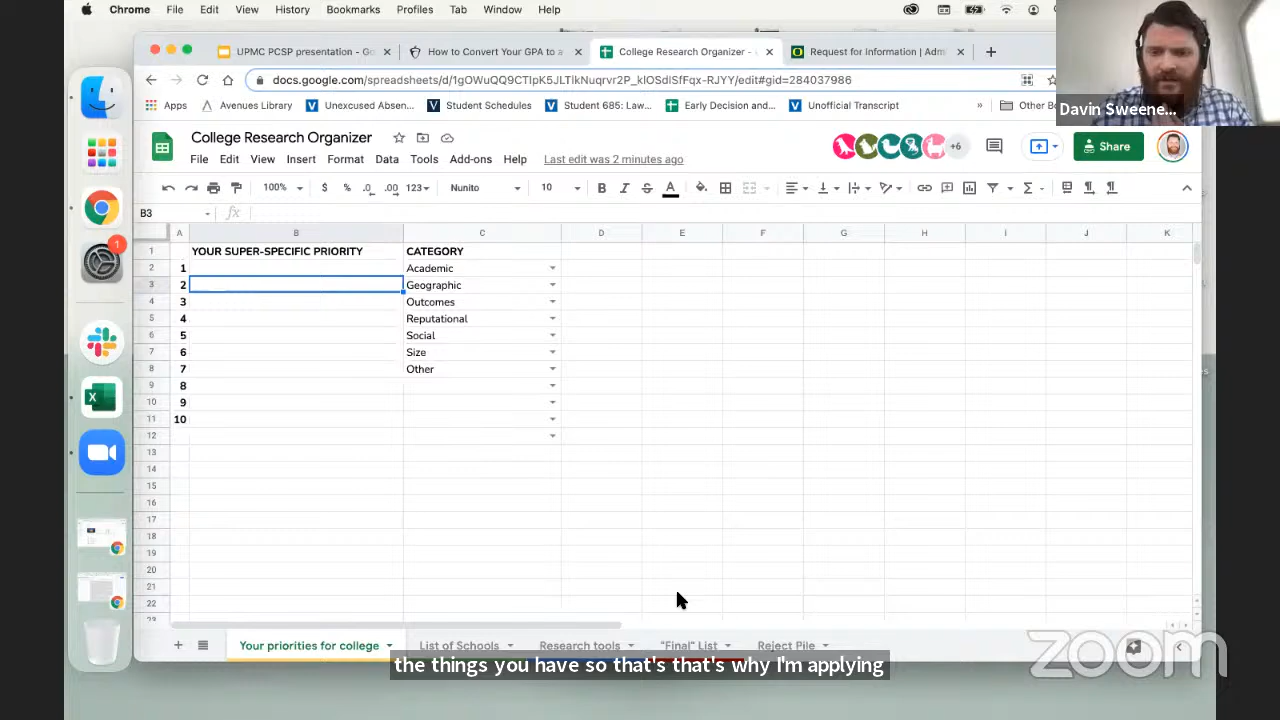 Chrome File Edit View History Bookmarks Profiles Tab Window Help
UPMC PCSP presentation - Go
How to Convert Your GPA to a
College Research Organizer -
Request for Information | Adm
docs.google.com/spreadsheets/d/
/edit#gid=284037986
Apps Avenues Library Unexcused Absen... Student Schedules Student 685: Law... Early Decision and... Unofficial Transcript » Other Bo
Davin Sweene...
College Research Organizer
File Edit View Insert Format Data Tools Add-ons Help Last edit was 2 minutes ago
+6
Share
100% $ % .0 .00 123 Nunito 10 B I S A
B3 fx
A B C D E F G H I J K
1 YOUR SUPER-SPECIFIC PRIORITY CATEGORY
2 1 Academic
3 2 Geographic
4 3 Outcomes
5 4 Reputational
6 5 Social
7 6 Size
8 7 Other
9 8
10 9
11 10
12
13
14
15
16
17
18
19
20
21
22
23
1
X
Your priorities for college List of Schools Research tools "Final" List Reject Pile
the things you have so that's that's why I'm applying
zoom